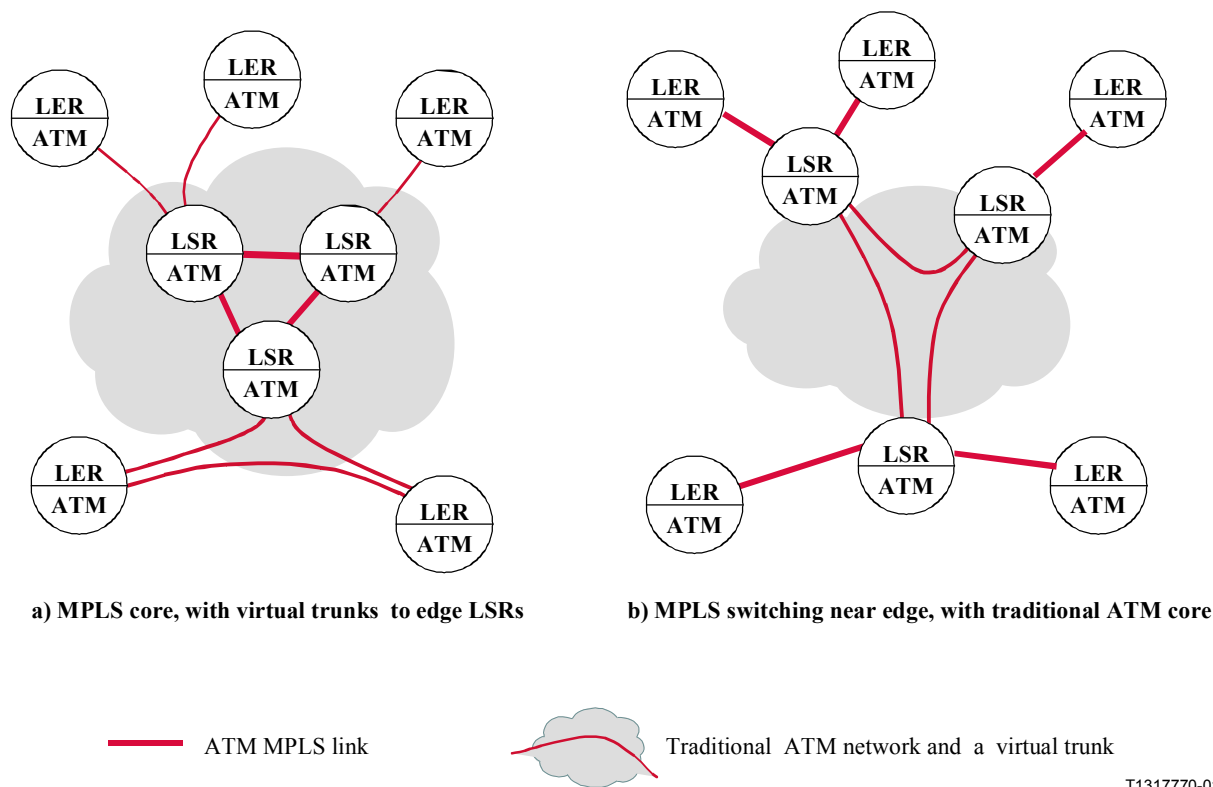 LER
ATM
LER
ATM
LER
ATM
LSR
ATM
LSR
ATM
LSR
ATM
LER
ATM
LER
ATM
a) MPLS core, with virtual trunks to edge LSRs
LER
ATM
LER
ATM
LER
ATM
LSR
ATM
LSR
ATM
LSR
ATM
LER
ATM
LER
ATM
b) MPLS switching near edge, with traditional ATM core
ATM MPLS link
Traditional ATM network and a virtual trunk